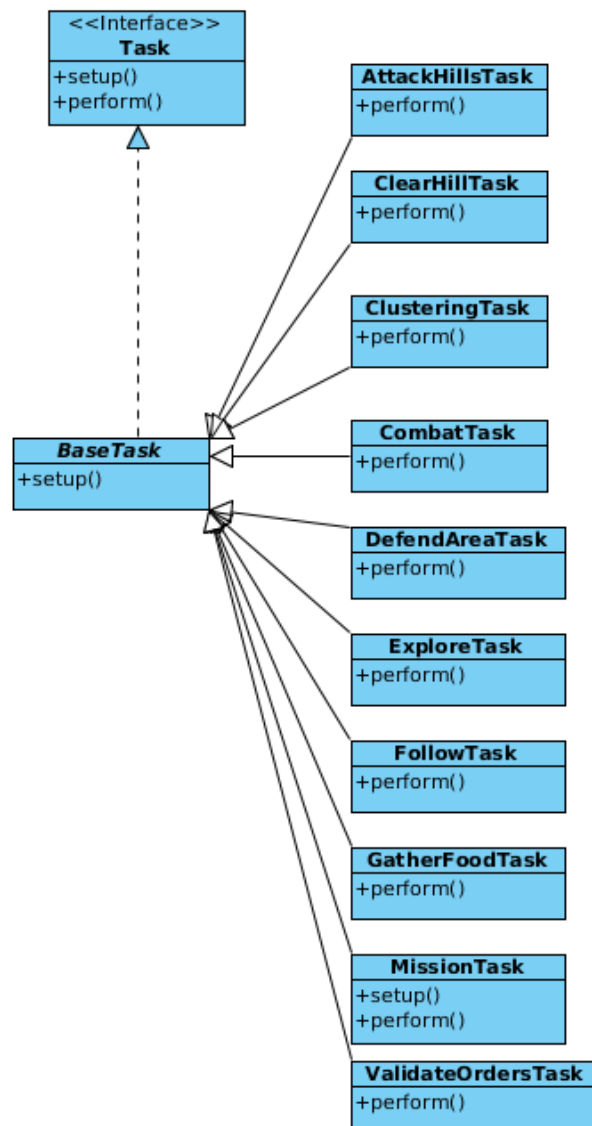 <<Interface>>
Task
+setup()
+perform()
AttackHillsTask
+perform()
ClearHillTask
+perform()
ClusteringTask
+perform()
BaseTask
+setup()
CombatTask
+perform()
DefendAreaTask
+perform()
ExploreTask
+perform()
FollowTask
+perform()
GatherFoodTask
+perform()
MissionTask
+setup()
+perform()
ValidateOrdersTask
+perform()